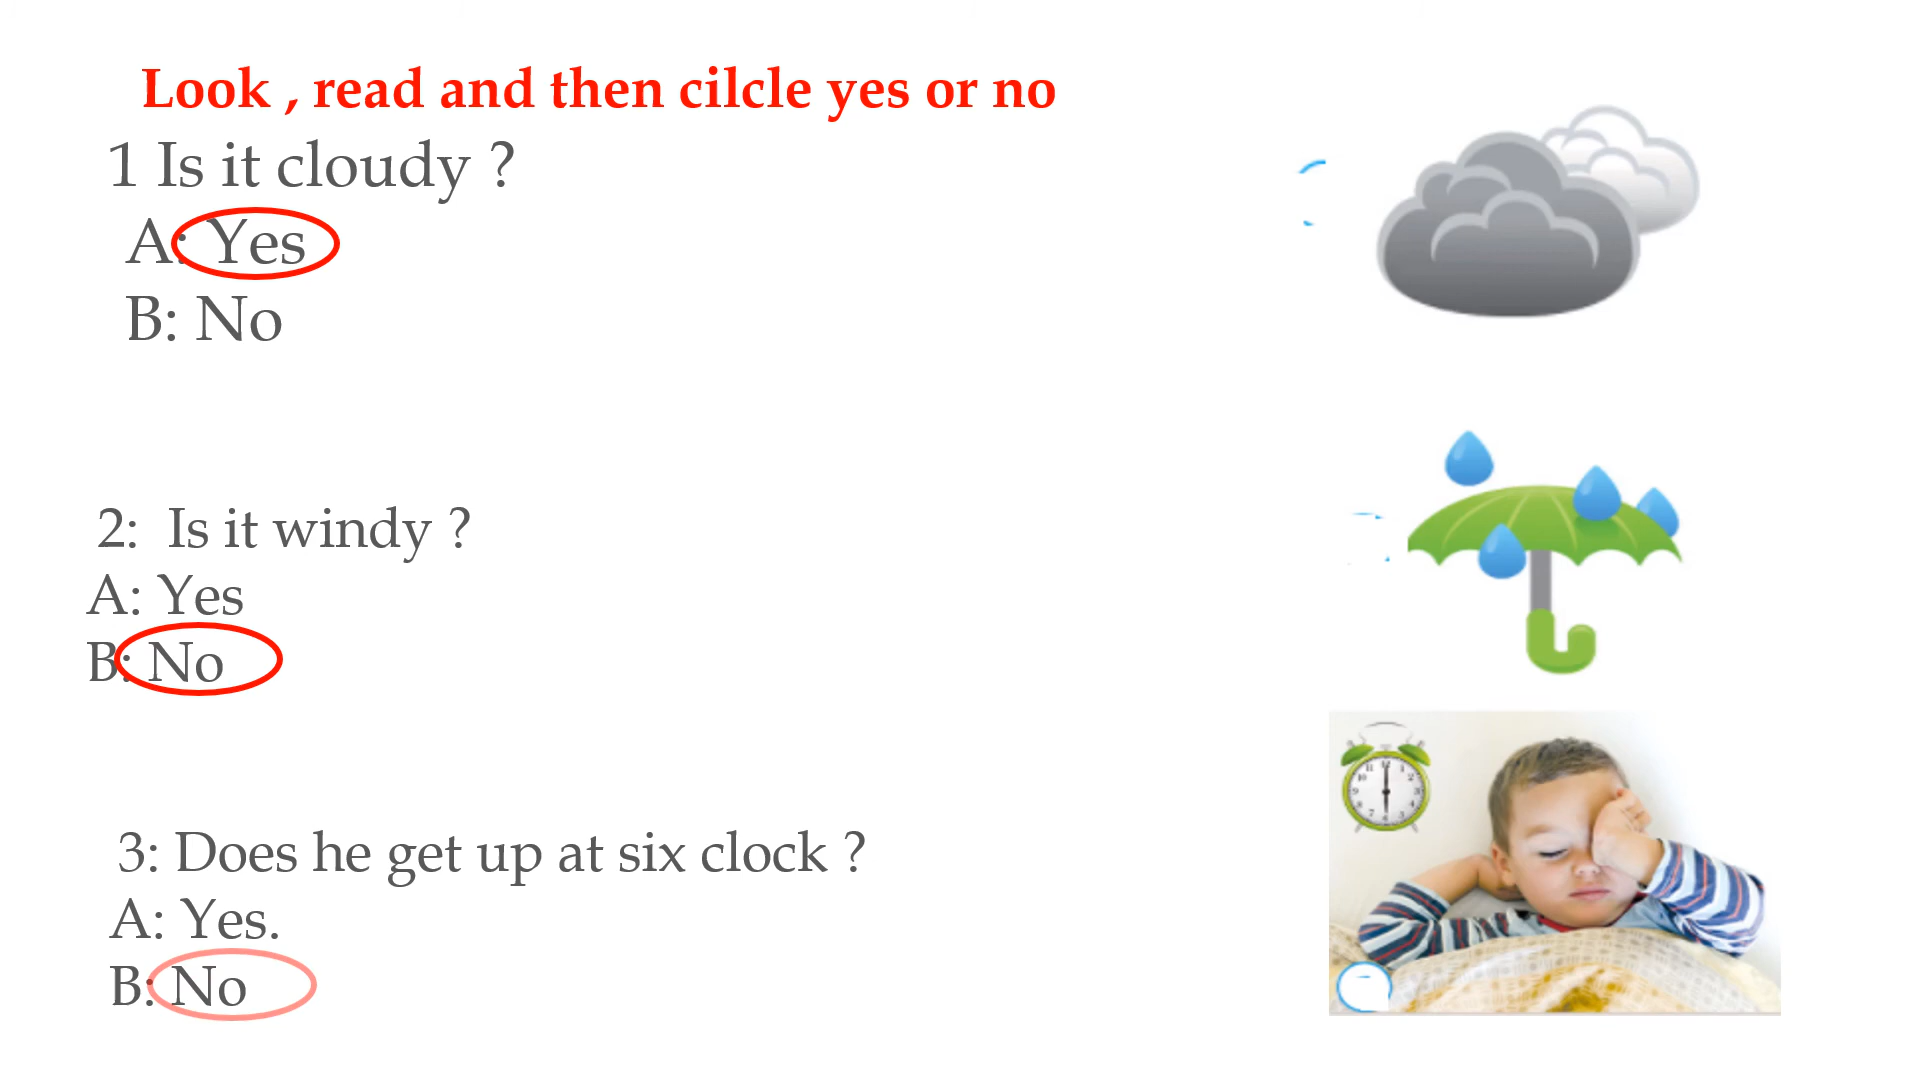 Look , read and then cilcle yes or no
1 Is it cloudy ?
A: Yes
B: No
2: Is it windy ?
A: Yes
B: No
3: Does he get up at six clock ?
A: Yes.
B: No